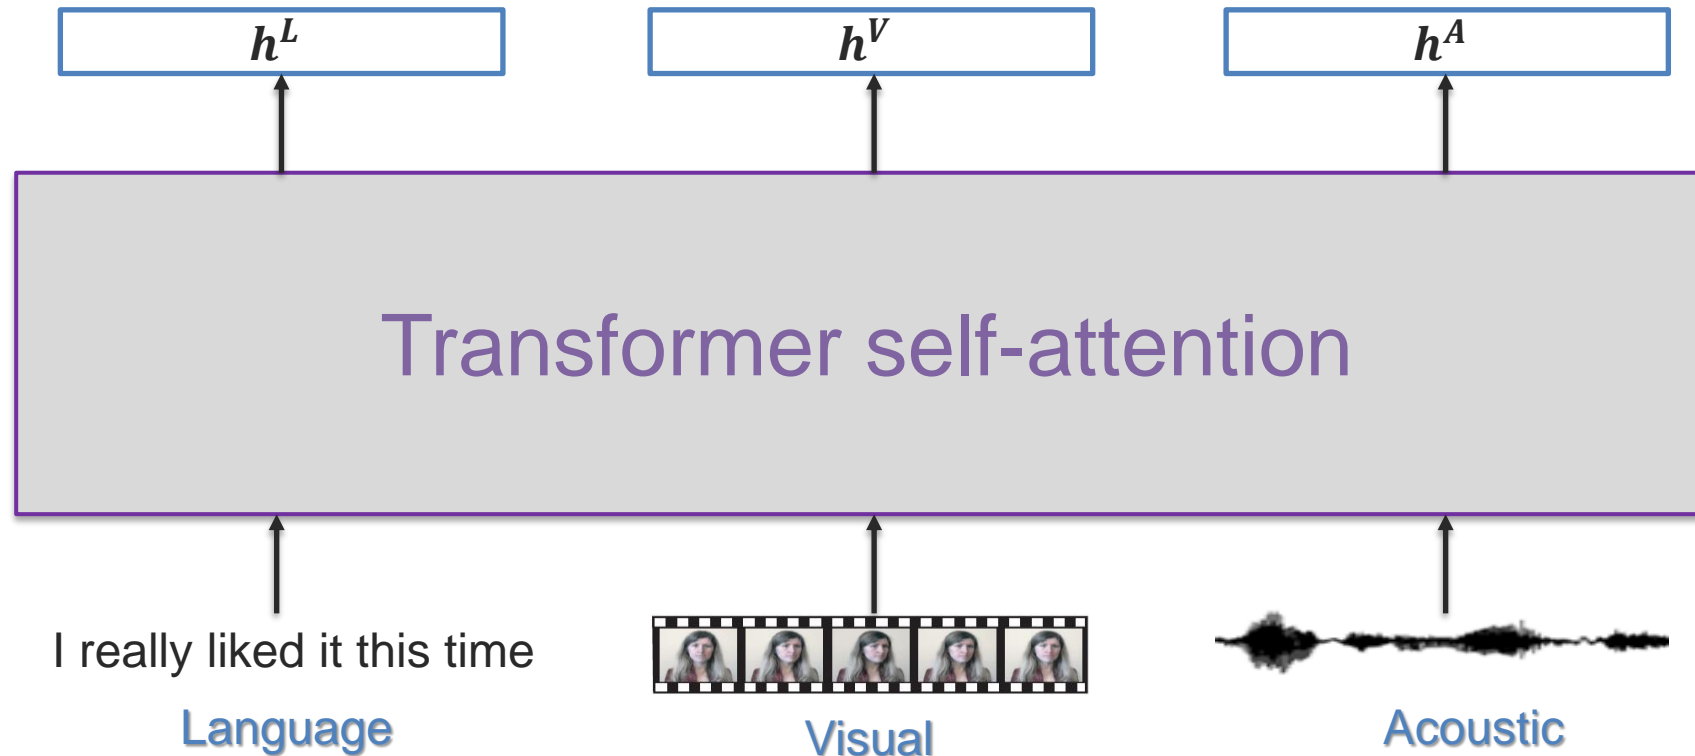 h^L h^V h^A
Transformer self-attention
I really liked it this time
Language Visual Acoustic